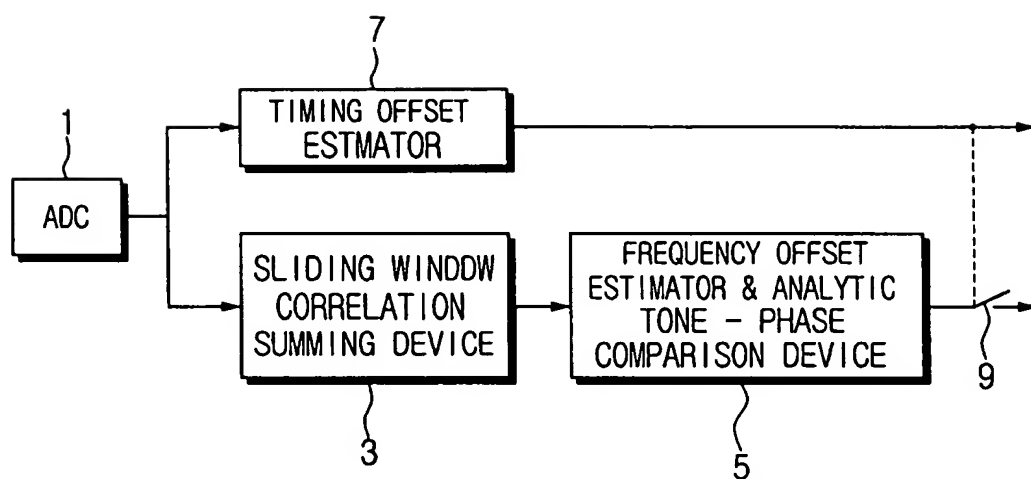 7
TIMING OFFSET
ESTMATOR
1
ADC
SLIDING WINDOW
CORRELATION
SUMMING DEVICE
3
FREQUENCY OFFSET
ESTIMATOR & ANALYTIC
TONE - PHASE
COMPARISON DEVICE
5
9